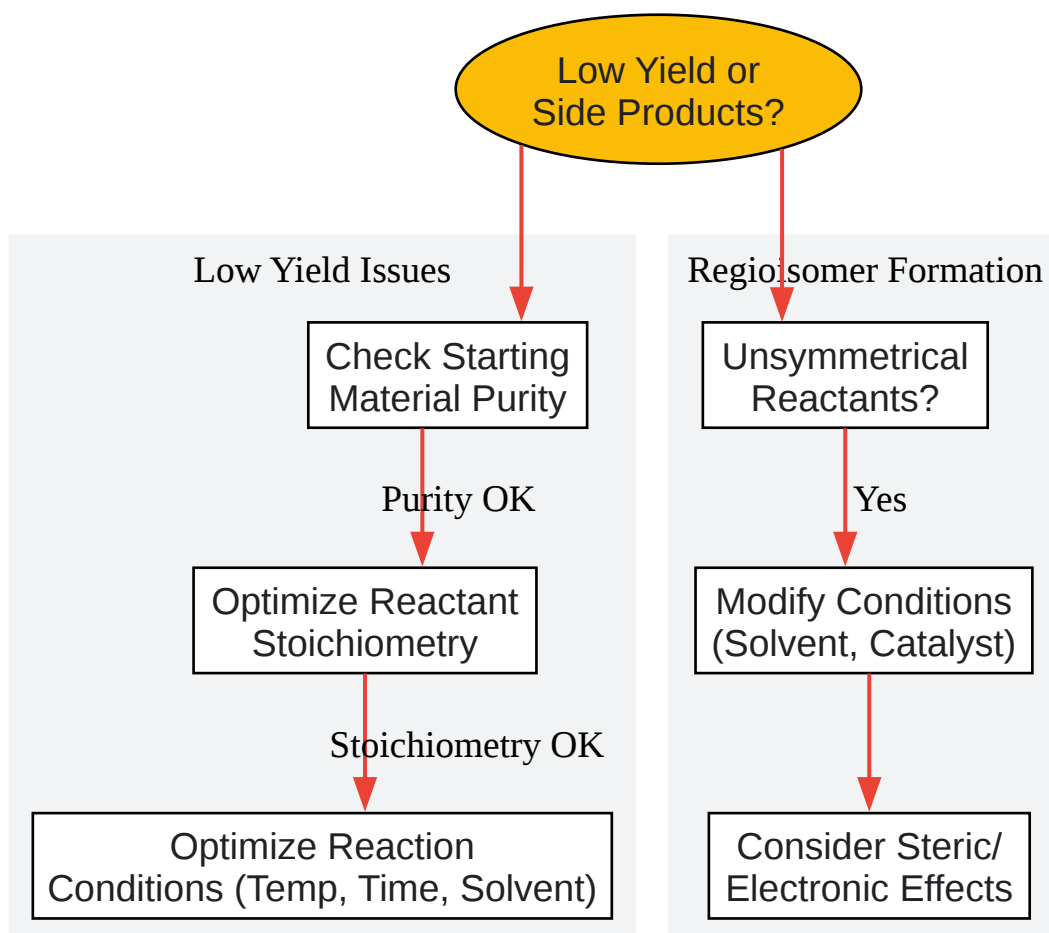 Low Yield or
Side Products?
Low Yield Issues
Check Starting
Material Purity
Purity OK
Optimize Reactant
Stoichiometry
Stoichiometry OK
Optimize Reaction
Conditions (Temp, Time, Solvent)
Regioisomer Formation
Unsymmetrical
Reactants?
Yes
Modify Conditions
(Solvent, Catalyst)
Consider Steric/
Electronic Effects